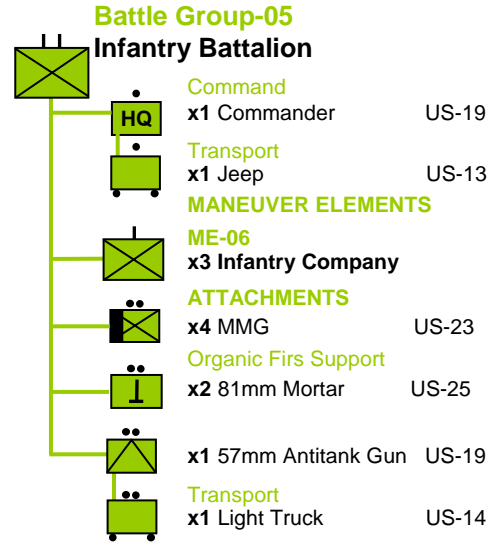 Battle Group-05
Infantry Battalion
Command
HQ x1 Commander US-19
Transport
x1 Jeep US-13
MANEUVER ELEMENTS
ME-06
x3 Infantry Company
ATTACHMENTS
x4 MMG US-23
Organic Firs Support
x2 81mm Mortar US-25
x1 57mm Antitank Gun US-19
Transport
x1 Light Truck US-14